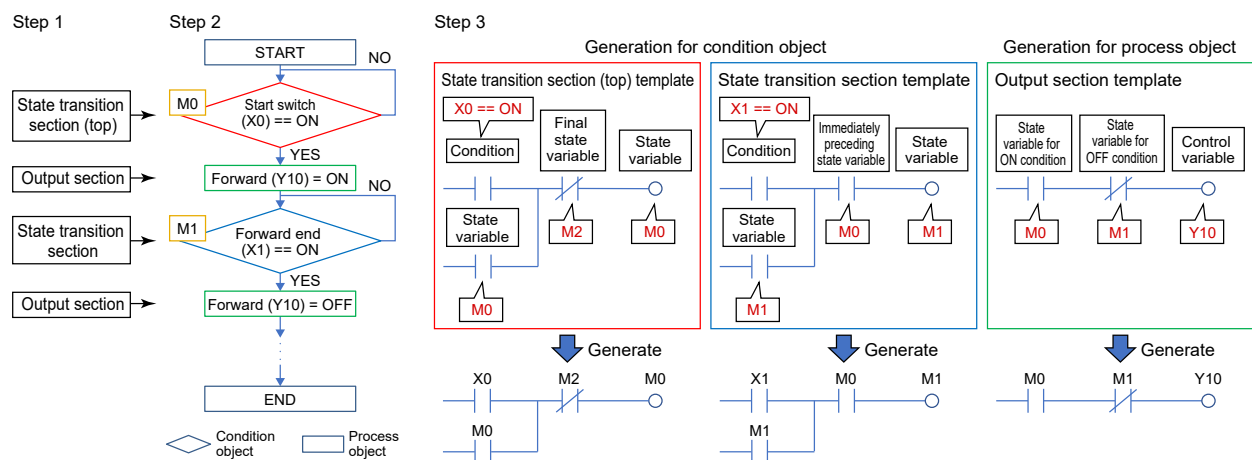 Step 1
Step 2
START
NO
M0
State transition
section (top)
Start switch
(X0) == ON
YES
Output section
Forward (Y10) = ON
NO
M1
State transition
section
Forward end
(X1) == ON
YES
Output section
Forward (Y10) = OFF
END
Condition
object
Process
object
Step 3
Generation for condition object
State transition section (top) template
X0 == ON
Condition
Final
state
variable
State
variable
M2
M0
State
variable
M0
Generate
X0
M2
M0
M0
State transition section template
X1 == ON
Condition
Immediately
preceding
state variable
State
variable
M0
M1
State
variable
M1
Generate
X1
M0
M1
M1
Generation for process object
Output section template
State
variable for
ON condition
State
variable for
OFF condition
Control
variable
M0
M1
Y10
Generate
M0
M1
Y10